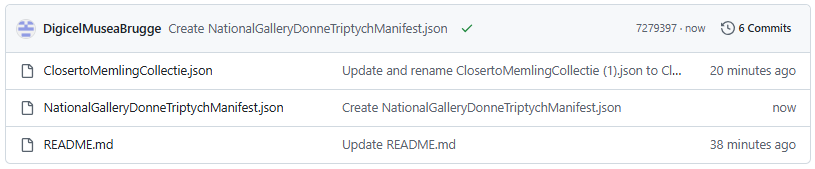 DigicelMuseaBrugge Create NationalGalleryDonneTriptychManifest.json 7279397 · now 6 Commits
ClosertoMemlingCollectie.json Update and rename ClosertoMemlingCollectie (1).json to Cl... 20 minutes ago
NationalGalleryDonneTriptychManifest.json Create NationalGalleryDonneTriptychManifest.json now
README.md Update README.md 38 minutes ago